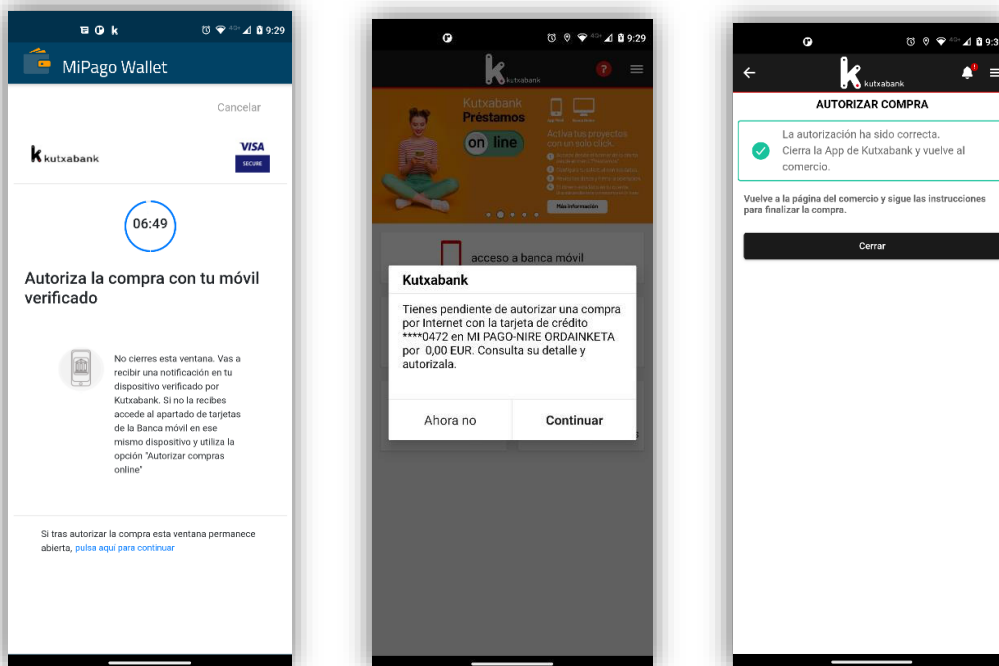 9:29
MiPago Wallet
Cancelar
kutxabank
VISA
SECURE
06:49
Autoriza la compra con tu móvil
verificado
No cierres esta ventana. Vas a
recibir una notificación en tu
dispositivo verificado por
Kutxabank. Si no la recibes
accede al apartado de tarjetas
de la Banca móvil en ese
mismo dispositivo y utiliza la
opción "Autorizar compras
online"
Si tras autorizar la compra esta ventana permanece
abierta, pulsa aquí para continuar
9:29
kutxabank
?
Kutxabank
Préstamos
on line
Activa tus proyectos
con un solo click.
Más información
acceso a banca móvil
Kutxabank
Tienes pendiente de autorizar una compra
por Internet con la tarjeta de crédito
****0472 en MI PAGO-NIRE ORDAINKETA
por 0,00 EUR. Consulta su detalle y
autorizala.
Ahora no
Continuar
9:3
kutxabank
AUTORIZAR COMPRA
La autorización ha sido correcta.
Cierra la App de Kutxabank y vuelve al
comercio.
Vuelve a la página del comercio y sigue las instrucciones
para finalizar la compra.
Cerrar